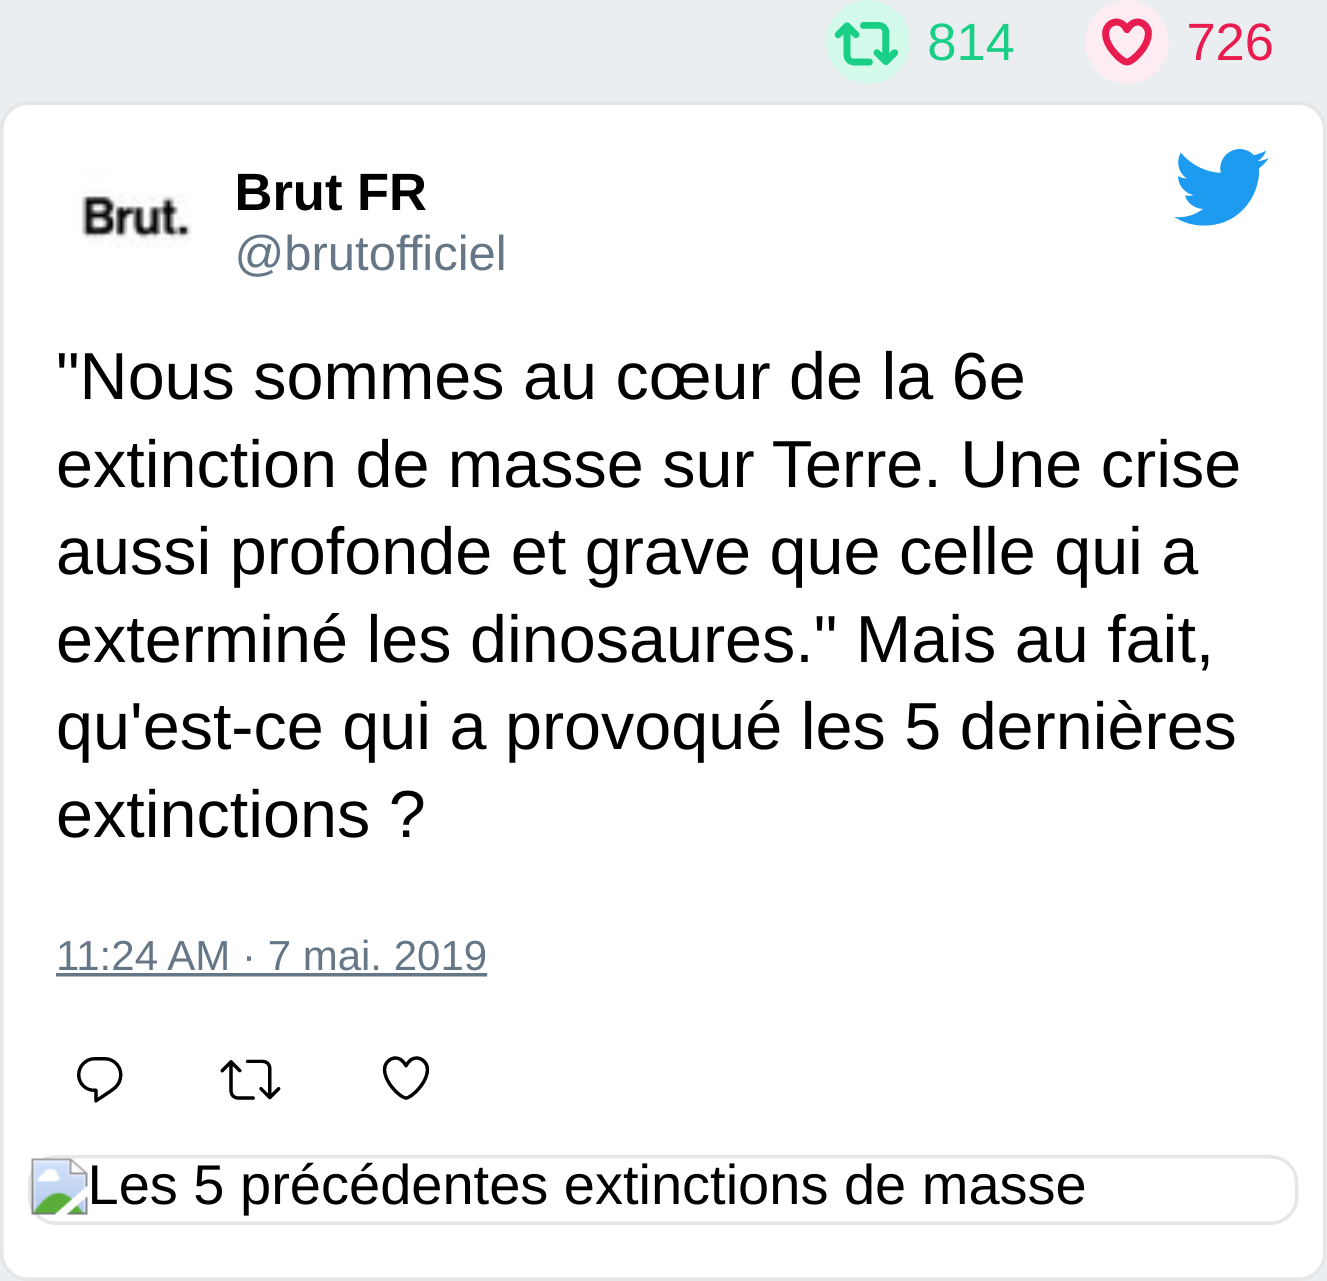 814 726
Brut.
Brut FR
@brutofficiel
"Nous sommes au cœur de la 6e
extinction de masse sur Terre. Une crise
aussi profonde et grave que celle qui a
exterminé les dinosaures." Mais au fait,
qu'est-ce qui a provoqué les 5 dernières
extinctions ?
11:24 AM · 7 mai. 2019
Les 5 précédentes extinctions de masse